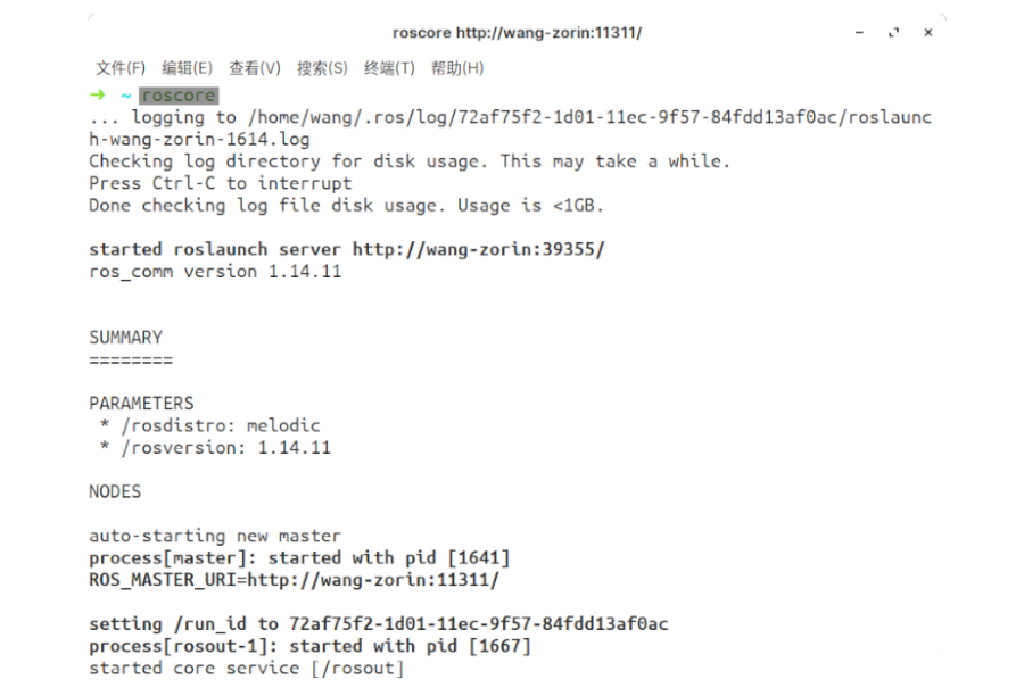 roscore http://wang-zorin:11311/
文件(F) 编辑(E) 查看(V) 搜索(S) 终端(T) 帮助(H)
➜ ~ roscore
... logging to /home/wang/.ros/log/72af75f2-1d01-11ec-9f57-84fdd13af0ac/roslaunc
h-wang-zorin-1614.log
Checking log directory for disk usage. This may take a while.
Press Ctrl-C to interrupt
Done checking log file disk usage. Usage is <1GB.
started roslaunch server http://wang-zorin:39355/
ros_comm version 1.14.11
SUMMARY
========
PARAMETERS
* /rosdistro: melodic
* /rosversion: 1.14.11
NODES
auto-starting new master
process[master]: started with pid [1641]
ROS_MASTER_URI=http://wang-zorin:11311/
setting /run_id to 72af75f2-1d01-11ec-9f57-84fdd13af0ac
process[rosout-1]: started with pid [1667]
started core service [/rosout]